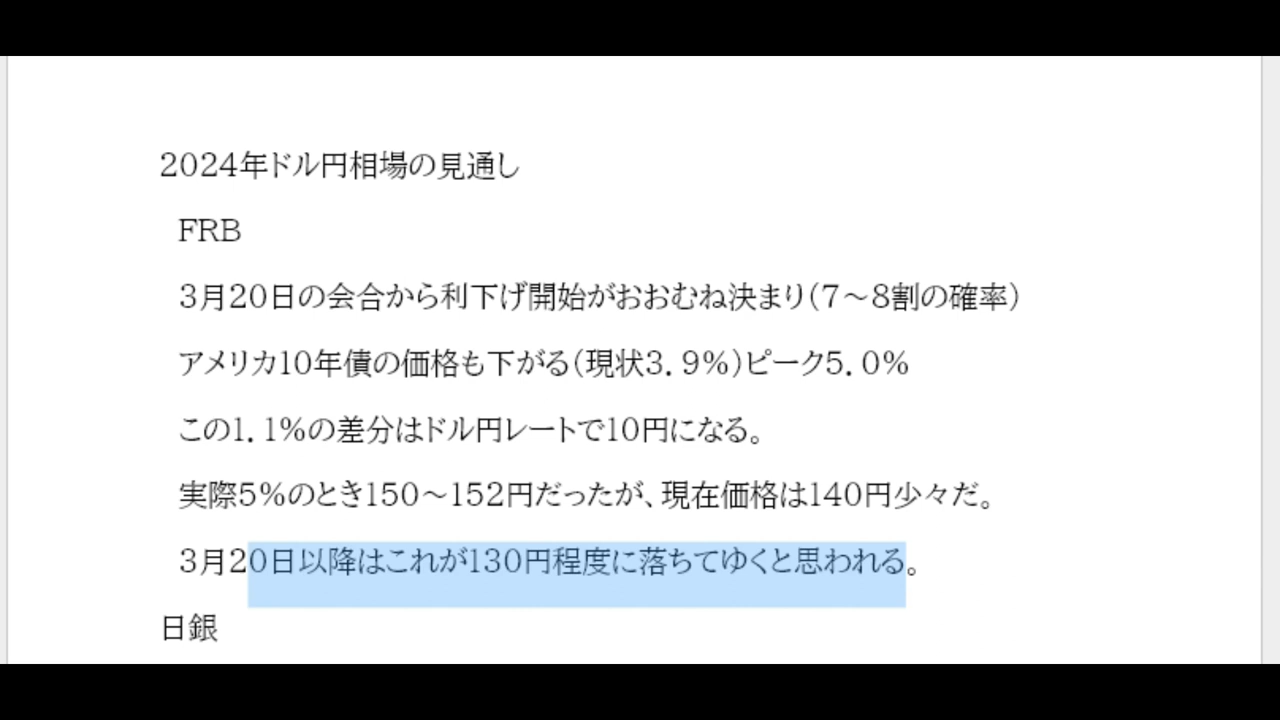 2024年ドル円相場の見通し
FRB
3月20日の会合から利下げ開始がおおむね決まり(7～8割の確率)
アメリカ10年債の価格も下がる(現状3.9%)ピーク5.0%
この1.1%の差分はドル円レートで10円になる。
実際5%のとき150～152円だったが、現在価格は140円少々だ。
3月20日以降はこれが130円程度に落ちてゆくと思われる。
日銀